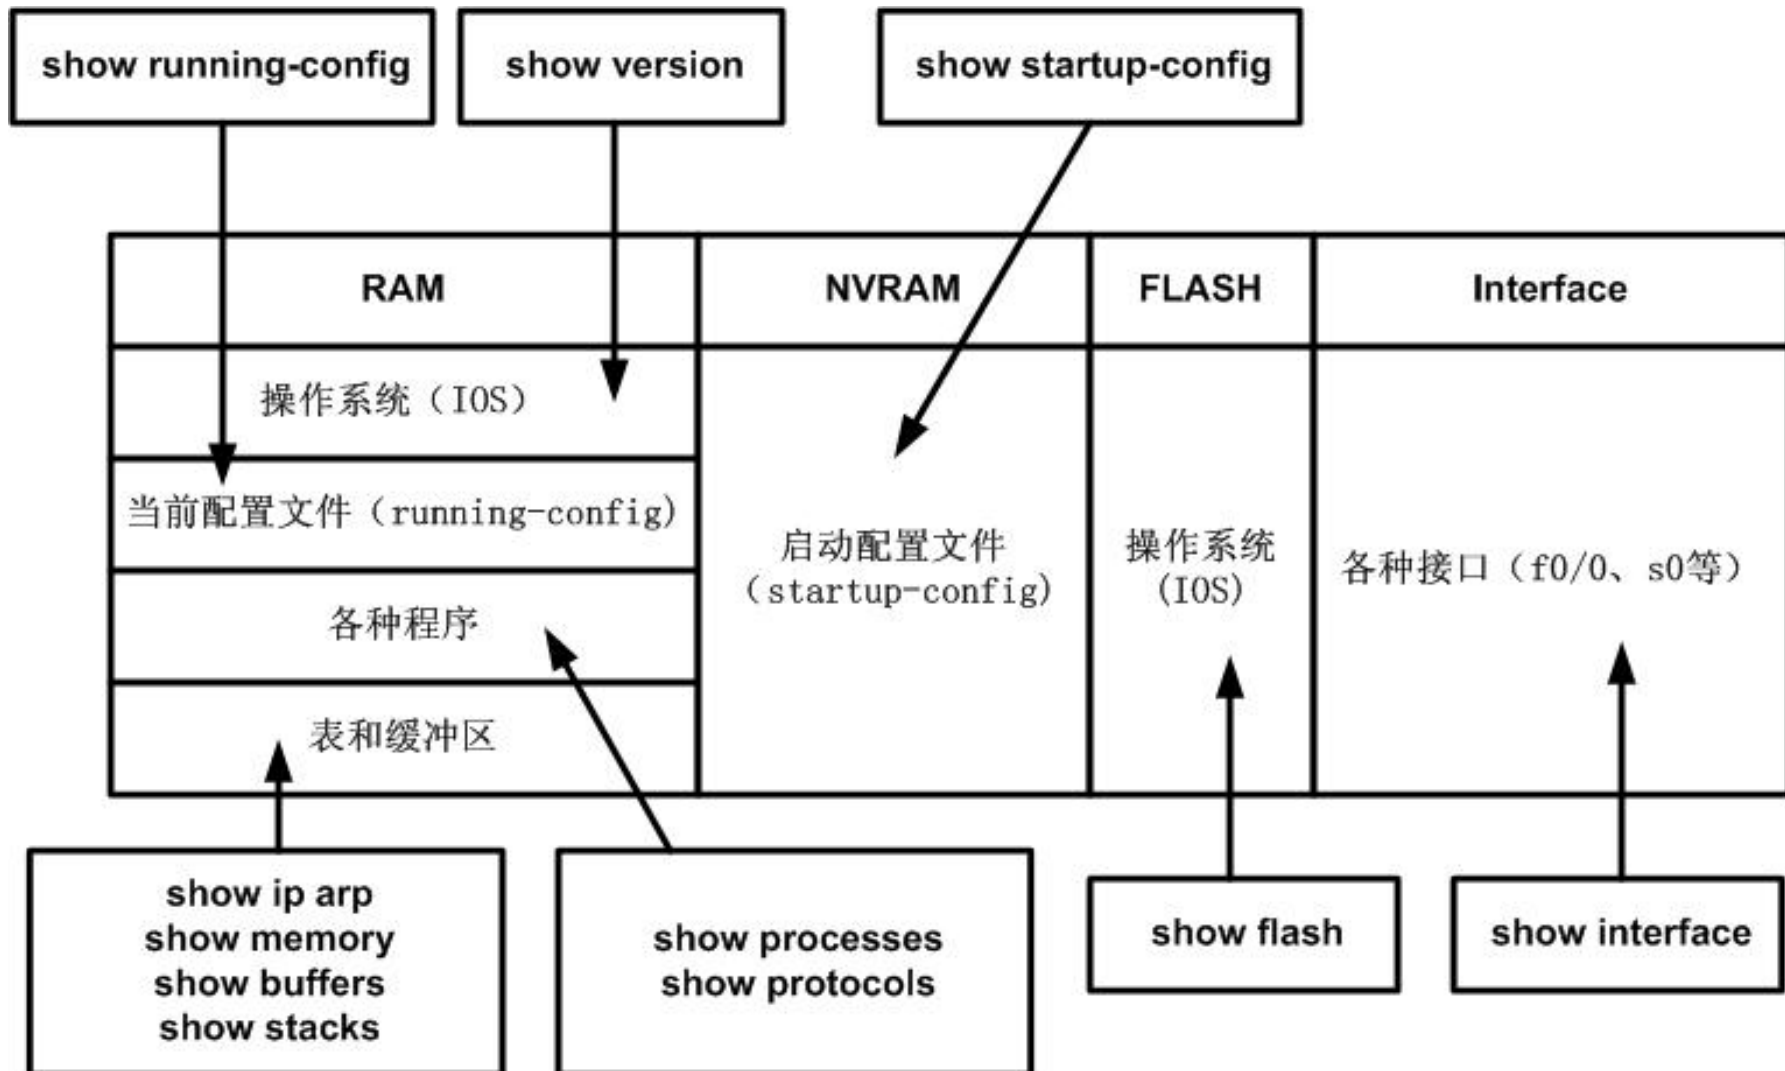 show running-config
show version
show startup-config
RAM
NVRAM
FLASH
Interface
操作系统（IOS）
当前配置文件（running-config)
各种程序
表和缓冲区
启动配置文件
（startup-config)
操作系统
(IOS)
各种接口（f0/0、s0等）
show ip arp
show memory
show buffers
show stacks
show processes
show protocols
show flash
show interface